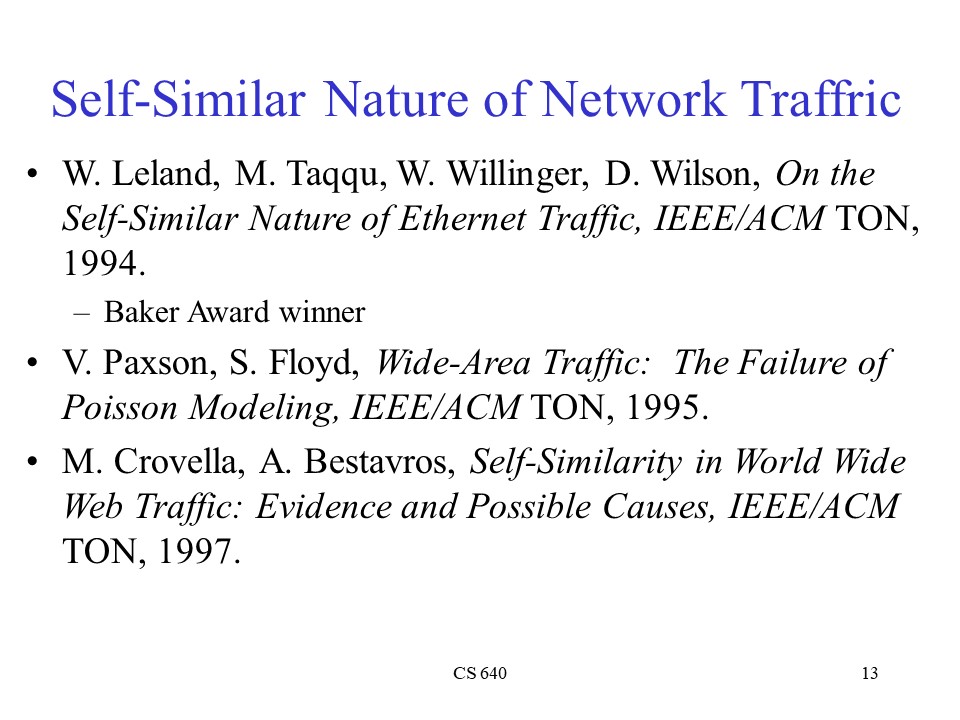 Self-Similar Nature of Network Traffric
• W. Leland, M. Taqqu, W. Willinger, D. Wilson, On the
Self-Similar Nature of Ethernet Traffic, IEEE/ACM TON,
1994.
– Baker Award winner
• V. Paxson, S. Floyd, Wide-Area Traffic: The Failure of
Poisson Modeling, IEEE/ACM TON, 1995.
• M. Crovella, A. Bestavros, Self-Similarity in World Wide
Web Traffic: Evidence and Possible Causes, IEEE/ACM
TON, 1997.
CS 640
13